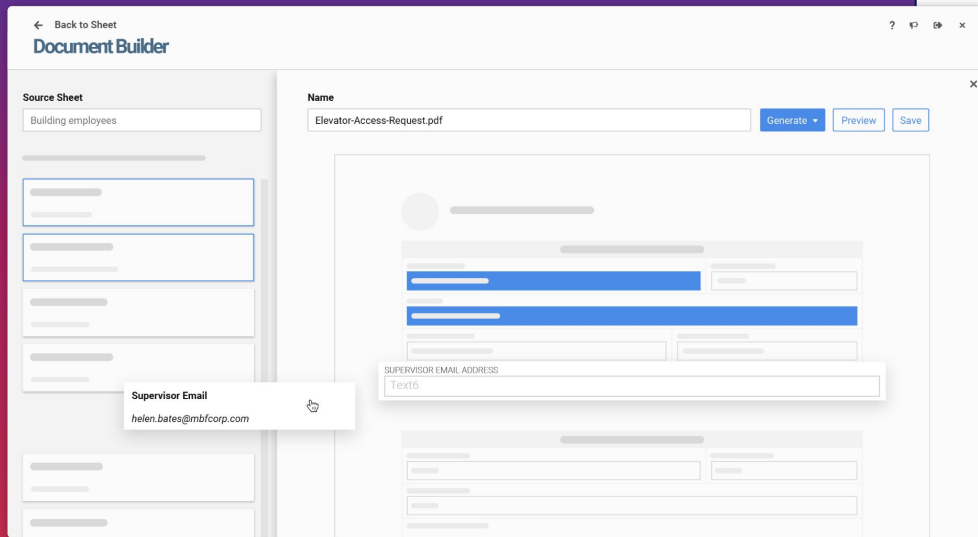 ← Back to Sheet
?
×
Document Builder
×
Source Sheet
Building employees
Name
Elevator-Access-Request.pdf
Generate
Preview
Save
Supervisor Email
helen.bates@mbfcorp.com
SUPERVISOR EMAIL ADDRESS
Text6